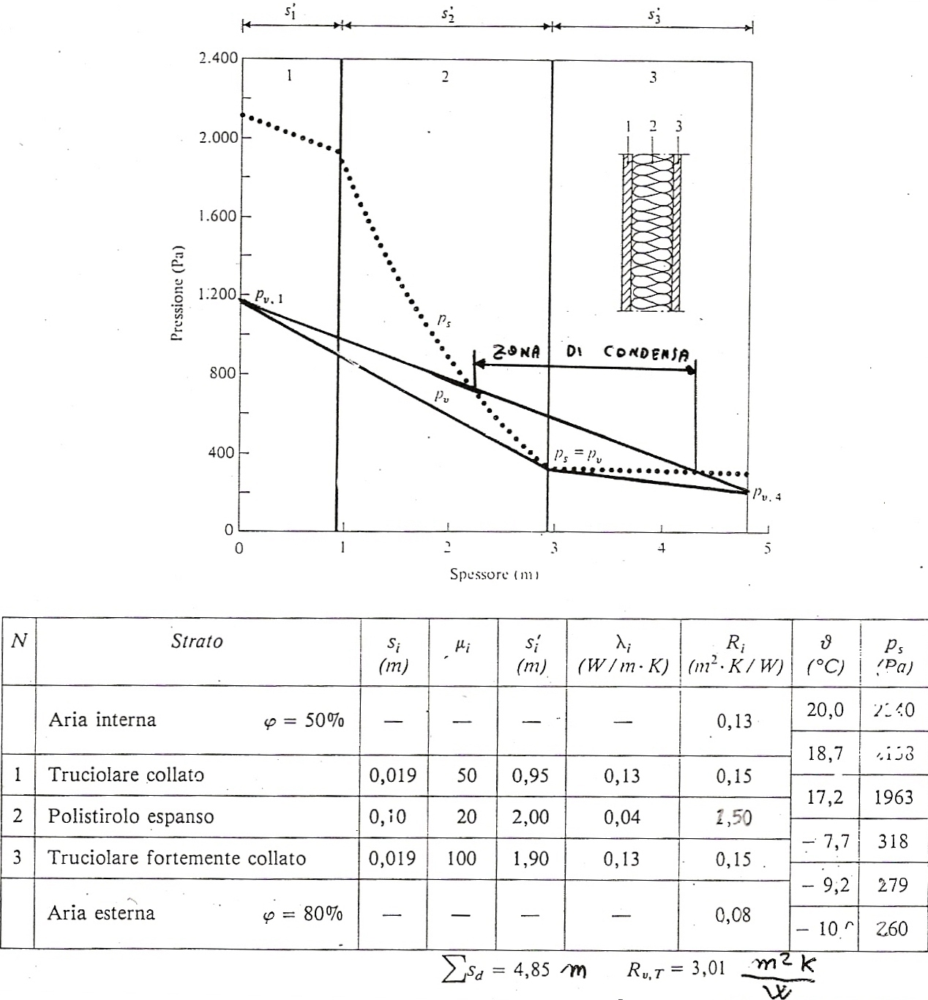 s′1 s′2 s′3
2.400
1 2 3
2.000
1 2 3
1.600
Pressione (Pa)
1.200
pv, 1
ps
ZONA DI CONDENSA
800
pv
400
ps = pv
pv, 4
0
0 1 2 3 4 5
Spessore (m)
N Strato si (m) μi s′i (m) λi (W/m·K) Ri (m²·K/W) ϑ (°C) ps (Pa)
Aria interna φ = 50% — — — — 0,13
20,0
18,7
1 Truciolare collato 0,019 50 0,95 0,13 0,15
17,2 1963
2 Polistirolo espanso 0,10 20 2,00 0,04 2,50
– 7,7 318
3 Truciolare fortemente collato 0,019 100 1,90 0,13 0,15
– 9,2 279
Aria esterna φ = 80% — — — — 0,08
260
∑sd = 4,85 m Rv,T = 3,01 m²K/W